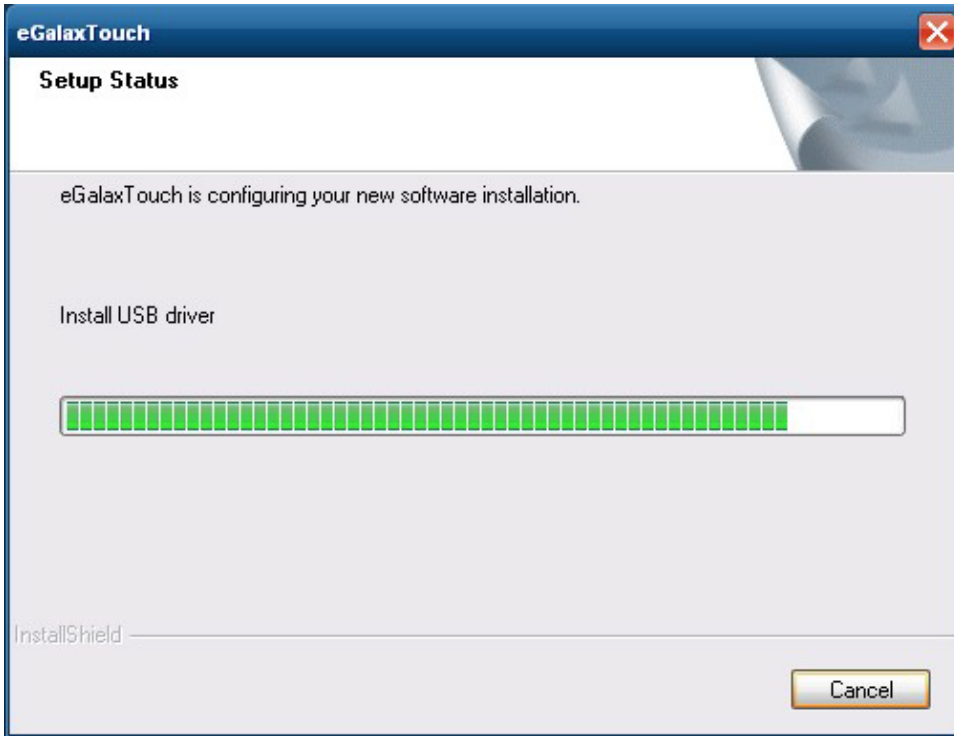 eGalaxTouch
Setup Status
eGalaxTouch is configuring your new software installation.
Install USB driver
InstallShield
Cancel